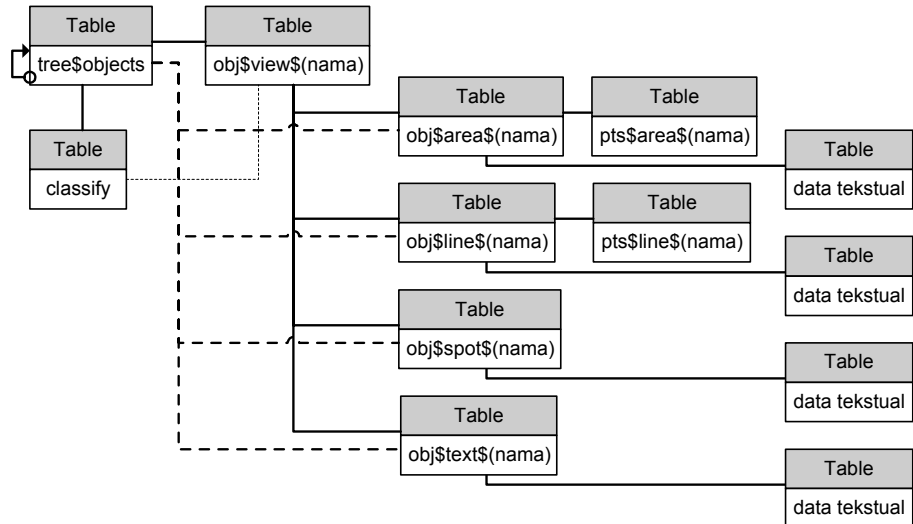 Table
tree$objects
Table
obj$view$(nama)
Table
classify
Table
obj$area$(nama)
Table
pts$area$(nama)
Table
data tekstual
Table
obj$line$(nama)
Table
pts$line$(nama)
Table
data tekstual
Table
obj$spot$(nama)
Table
data tekstual
Table
obj$text$(nama)
Table
data tekstual